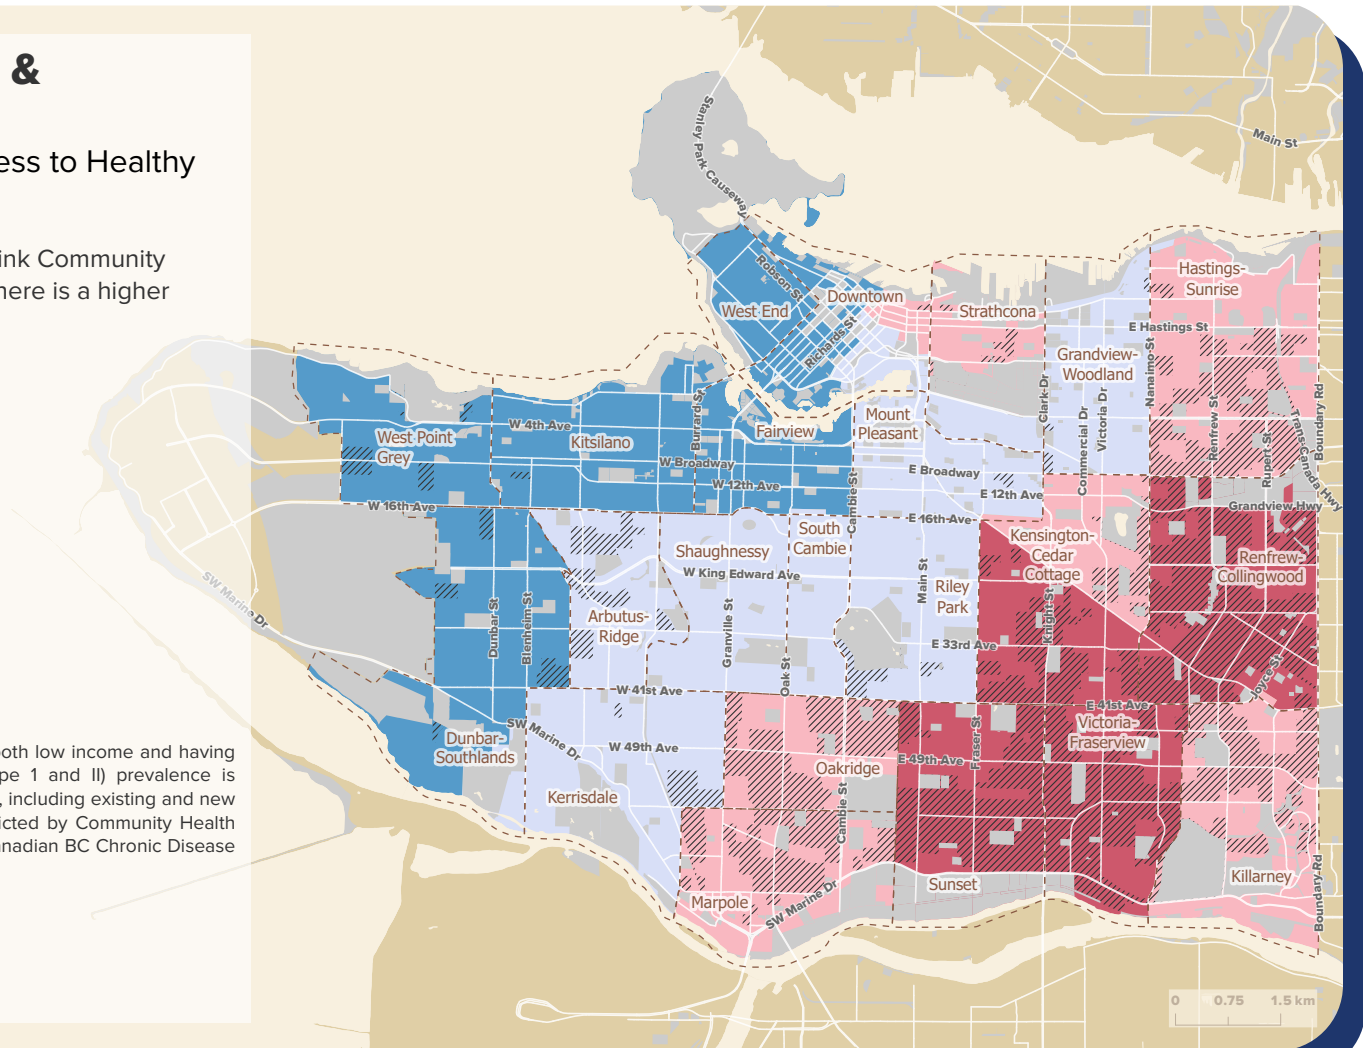 &
ess to Healthy
ink Community
here is a higher
both low income and having
pe 1 and II) prevalence is
, including existing and new
icted by Community Health
anadian BC Chronic Disease
Main St
Stanley Park Causeway
Robson St
West End
Downtown
Richards St
Strathcona
Hastings-
Sunrise
E Hastings St
Grandview-
Woodland
Nanaimo St
Clark Dr
Commercial Dr
Victoria Dr
Renfrew St
Rupert St
Trans-Canada Hwy
Boundary Rd
West Point
Grey
W 4th Ave
Kitsilano
Burrard St
Fairview
Mount
Pleasant
W Broadway
E Broadway
W 12th Ave
E 12th Ave
Cambie St
W 16th Ave
E 16th Ave
Grandview Hwy
South
Cambie
Shaughnessy
W King Edward Ave
Kensington-
Cedar
Cottage
Renfrew-
Collingwood
SW Marine Dr
Dunbar St
Blenheim St
Arbutus-
Ridge
Granville St
Oak St
Main St
Riley
Park
Knight St
E 33rd Ave
Joyce St
W 41st Ave
E 41st Ave
Victoria-
Fraserview
Dunbar-
Southlands
SW Marine Dr
W 49th Ave
Oakridge
E 49th Ave
Fraser St
Kerrisdale
Cambie St
Marpole
SW Marine Dr
Sunset
Killarney
Boundary Rd
0 0.75 1.5 km